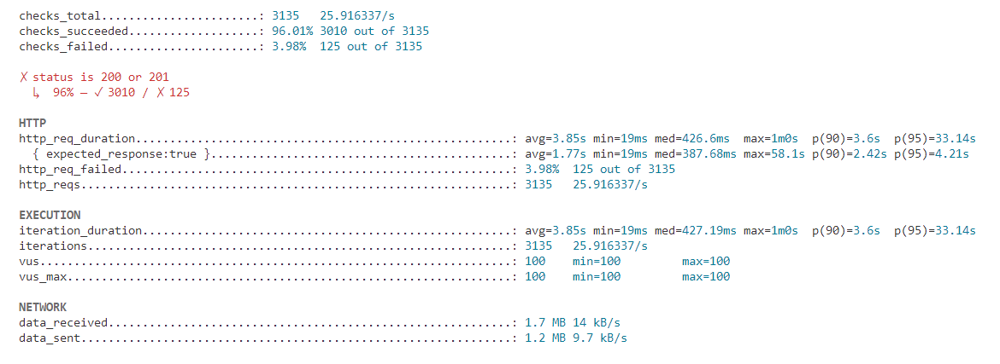 checks_total.......................: 3135   25.916337/s
checks_succeeded...................: 96.01% 3010 out of 3135
checks_failed......................: 3.98%  125 out of 3135
✗ status is 200 or 201
↳  96% — ✓ 3010 / ✗ 125
HTTP
http_req_duration.......................................................: avg=3.85s min=19ms med=426.6ms  max=1m0s  p(90)=3.6s  p(95)=33.14s
{ expected_response:true }............................................: avg=1.77s min=19ms med=387.68ms max=58.1s p(90)=2.42s p(95)=4.21s
http_req_failed.........................................................: 3.98%  125 out of 3135
http_reqs...............................................................: 3135   25.916337/s
EXECUTION
iteration_duration......................................................: avg=3.85s min=19ms med=427.19ms max=1m0s  p(90)=3.6s  p(95)=33.14s
iterations..............................................................: 3135   25.916337/s
vus.....................................................................: 100    min=100         max=100
vus_max.................................................................: 100    min=100         max=100
NETWORK
data_received...........................................................: 1.7 MB 14 kB/s
data_sent...............................................................: 1.2 MB 9.7 kB/s